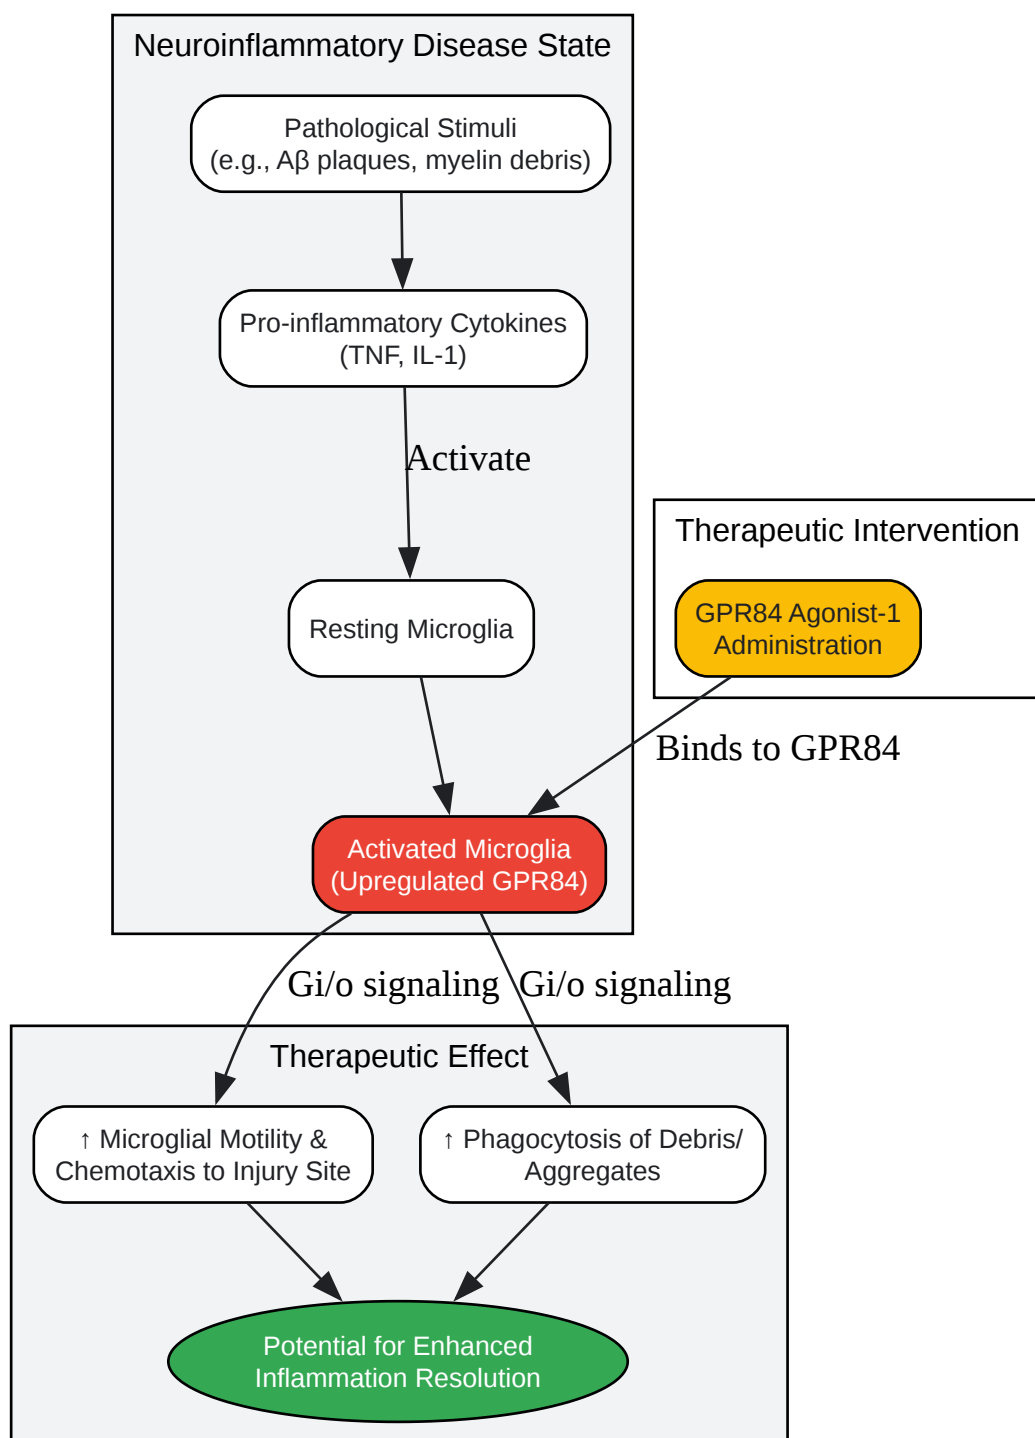 Neuroinflammatory Disease State
Pathological Stimuli
(e.g., Aβ plaques, myelin debris)
Pro-inflammatory Cytokines
(TNF, IL-1)
Activate
Therapeutic Intervention
GPR84 Agonist-1
Administration
Resting Microglia
Binds to GPR84
Activated Microglia
(Upregulated GPR84)
Gi/o signaling
Gi/o signaling
Therapeutic Effect
↑ Microglial Motility &
Chemotaxis to Injury Site
↑ Phagocytosis of Debris/
Aggregates
Potential for Enhanced
Inflammation Resolution